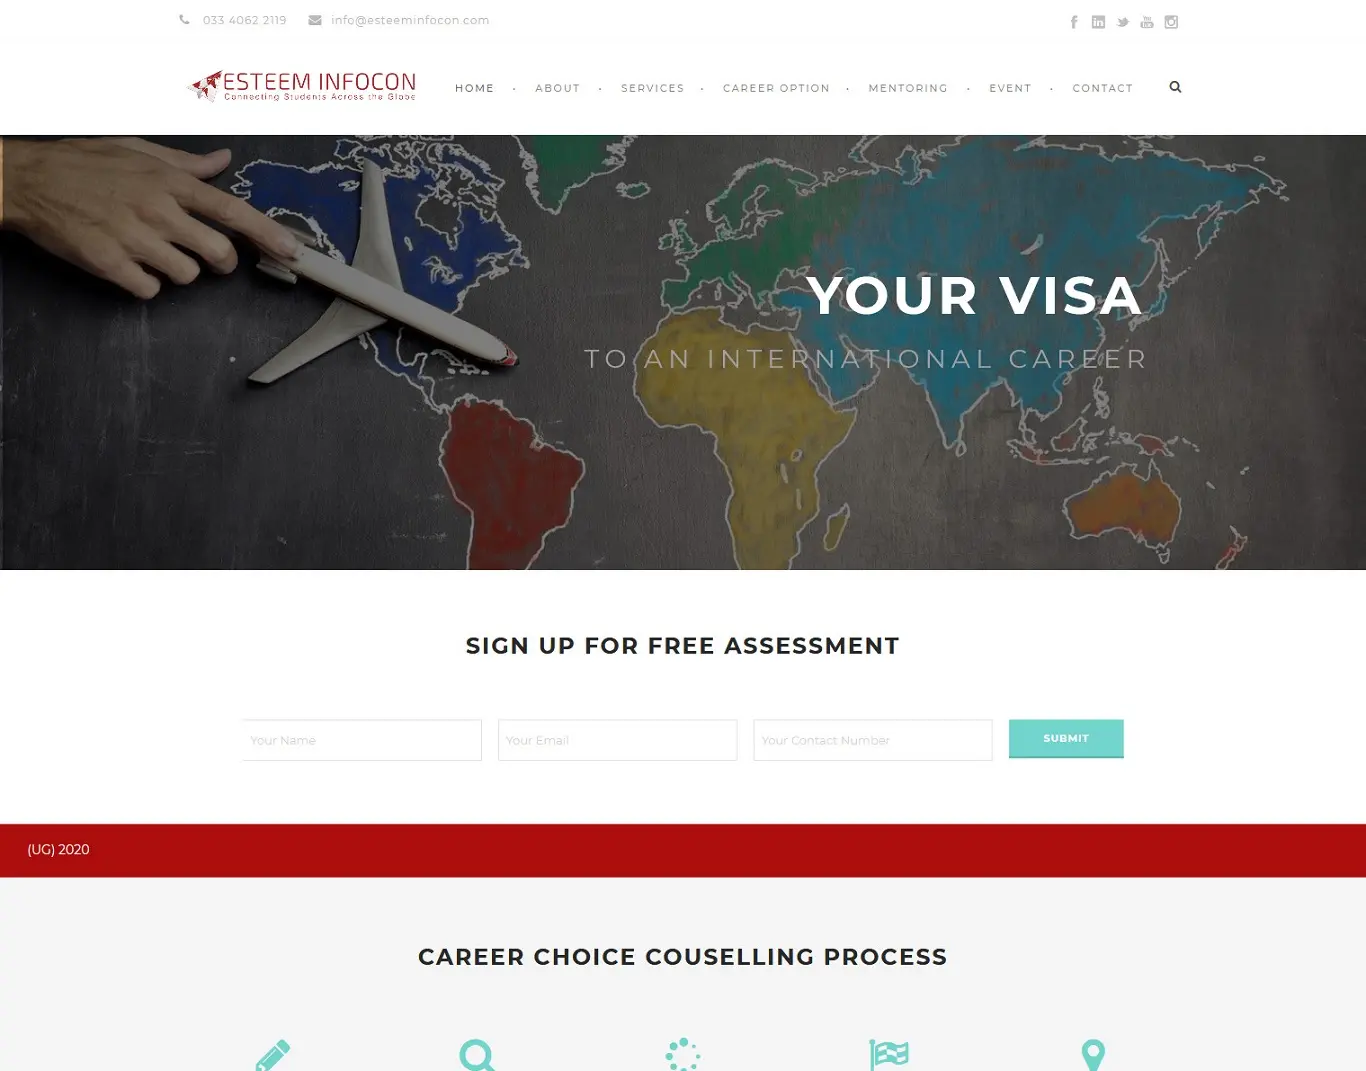 033 4062 2119 info@esteeminfocon.com
ESTEEM INFOCON
Connecting Students Across the Globe
HOME • ABOUT • SERVICES • CAREER OPTION • MENTORING • EVENT • CONTACT
YOUR VISA
TO AN INTERNATIONAL CAREER
SIGN UP FOR FREE ASSESSMENT
Your Name Your Email Your Contact Number SUBMIT
(UG) 2020
CAREER CHOICE COUSELLING PROCESS